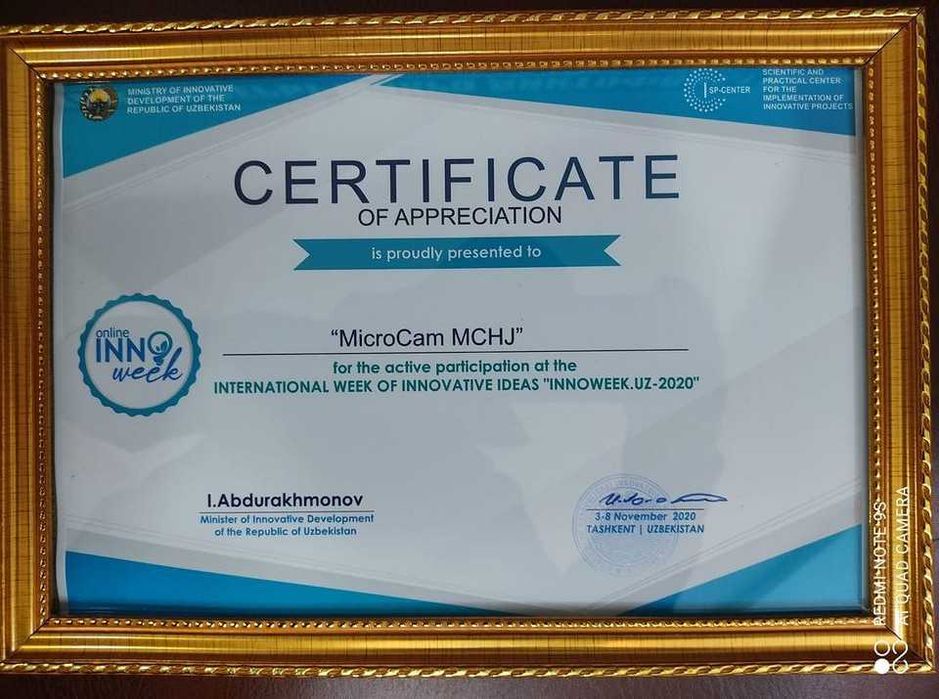 MINISTRY OF INNOVATIVE
DEVELOPMENT OF THE
REPUBLIC OF UZBEKISTAN
SP-CENTER
SCIENTIFIC AND
PRACTICAL CENTER
FOR THE
IMPLEMENTATION OF
INNOVATIVE PROJECTS
CERTIFICATE
OF APPRECIATION
is proudly presented to
online
INNO
week
“MicroCam MCHJ”
for the active participation at the
INTERNATIONAL WEEK OF INNOVATIVE IDEAS "INNOWEEK.UZ-2020"
I.Abdurakhmonov
Minister of Innovative Development
of the Republic of Uzbekistan
3-8 November 2020
TASHKENT | UZBEKISTAN
REDMI NOTE 9S
AI QUAD CAMERA